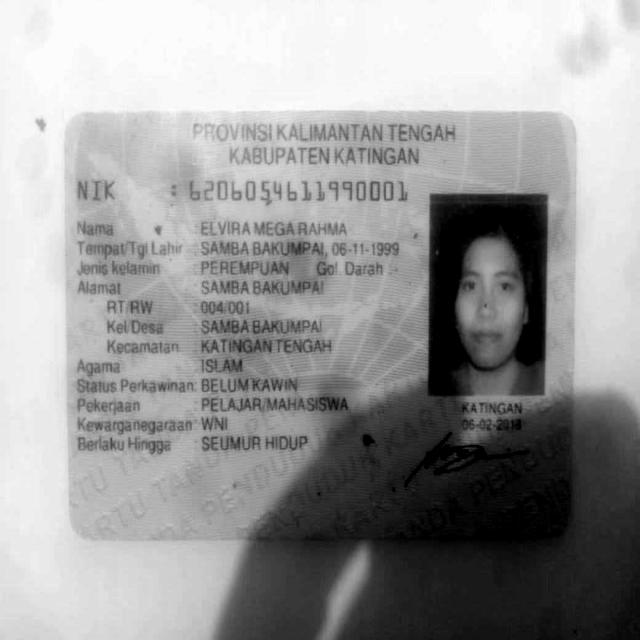 PROVINSI KALIMANTAN TENGAH
KABUPATEN KATINGAN
NIK : 6206054611990001
Nama : ELVIRA MEGA RAHMA
Tempat/Tgl Lahir : SAMBA BAKUMPAI, 06-11-1999
Jenis kelamin : PEREMPUAN Gol. Darah :
Alamat : SAMBA BAKUMPAI
RT/RW : 004/001
Kel/Desa : SAMBA BAKUMPAI
Kecamatan : KATINGAN TENGAH
Agama : ISLAM
Status Perkawinan: BELUM KAWIN
Pekerjaan : PELAJAR/MAHASISWA
Kewarganegaraan: WNI
Berlaku Hingga : SEUMUR HIDUP
KATINGAN
06-02-2018